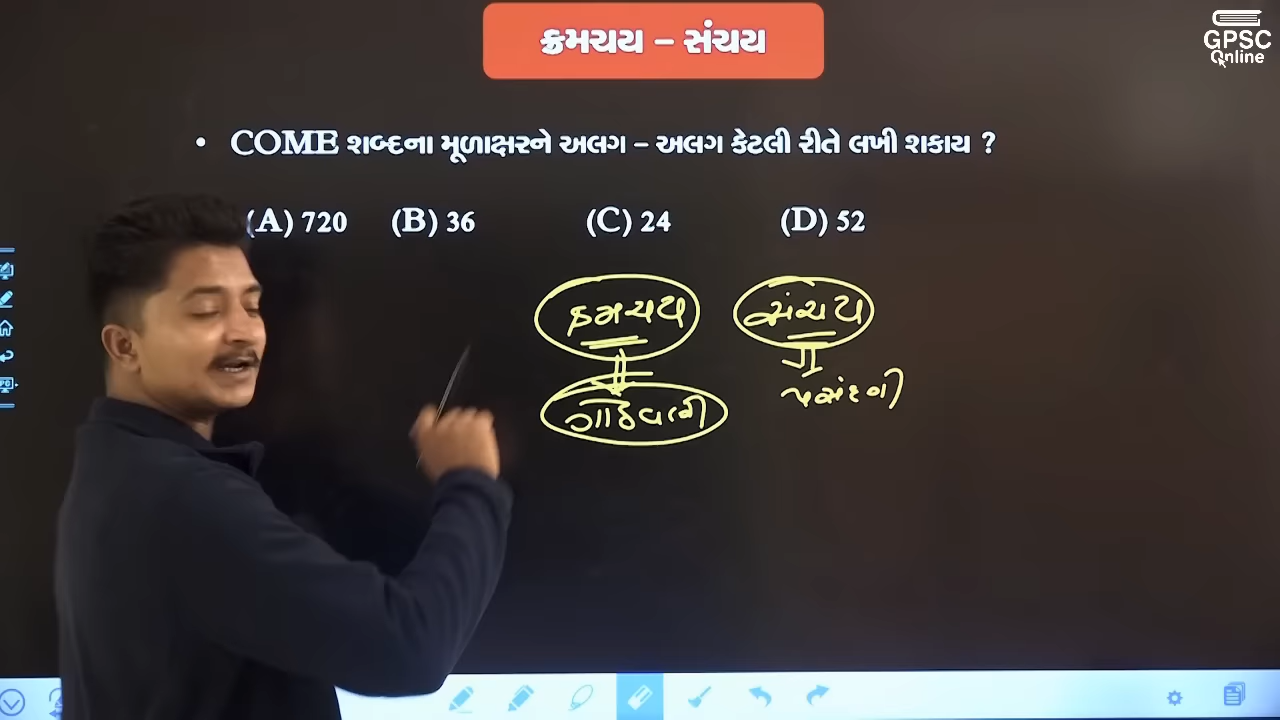 ક્રમચય – સંચય
GPSC
Online
• COME શબ્દના મૂળાક્ષરને અલગ – અલગ કેટલી રીતે લખી શકાય ?
(A) 720 (B) 36 (C) 24 (D) 52
ક્રમચય સંચય
ગોઠવણી પસંદગી